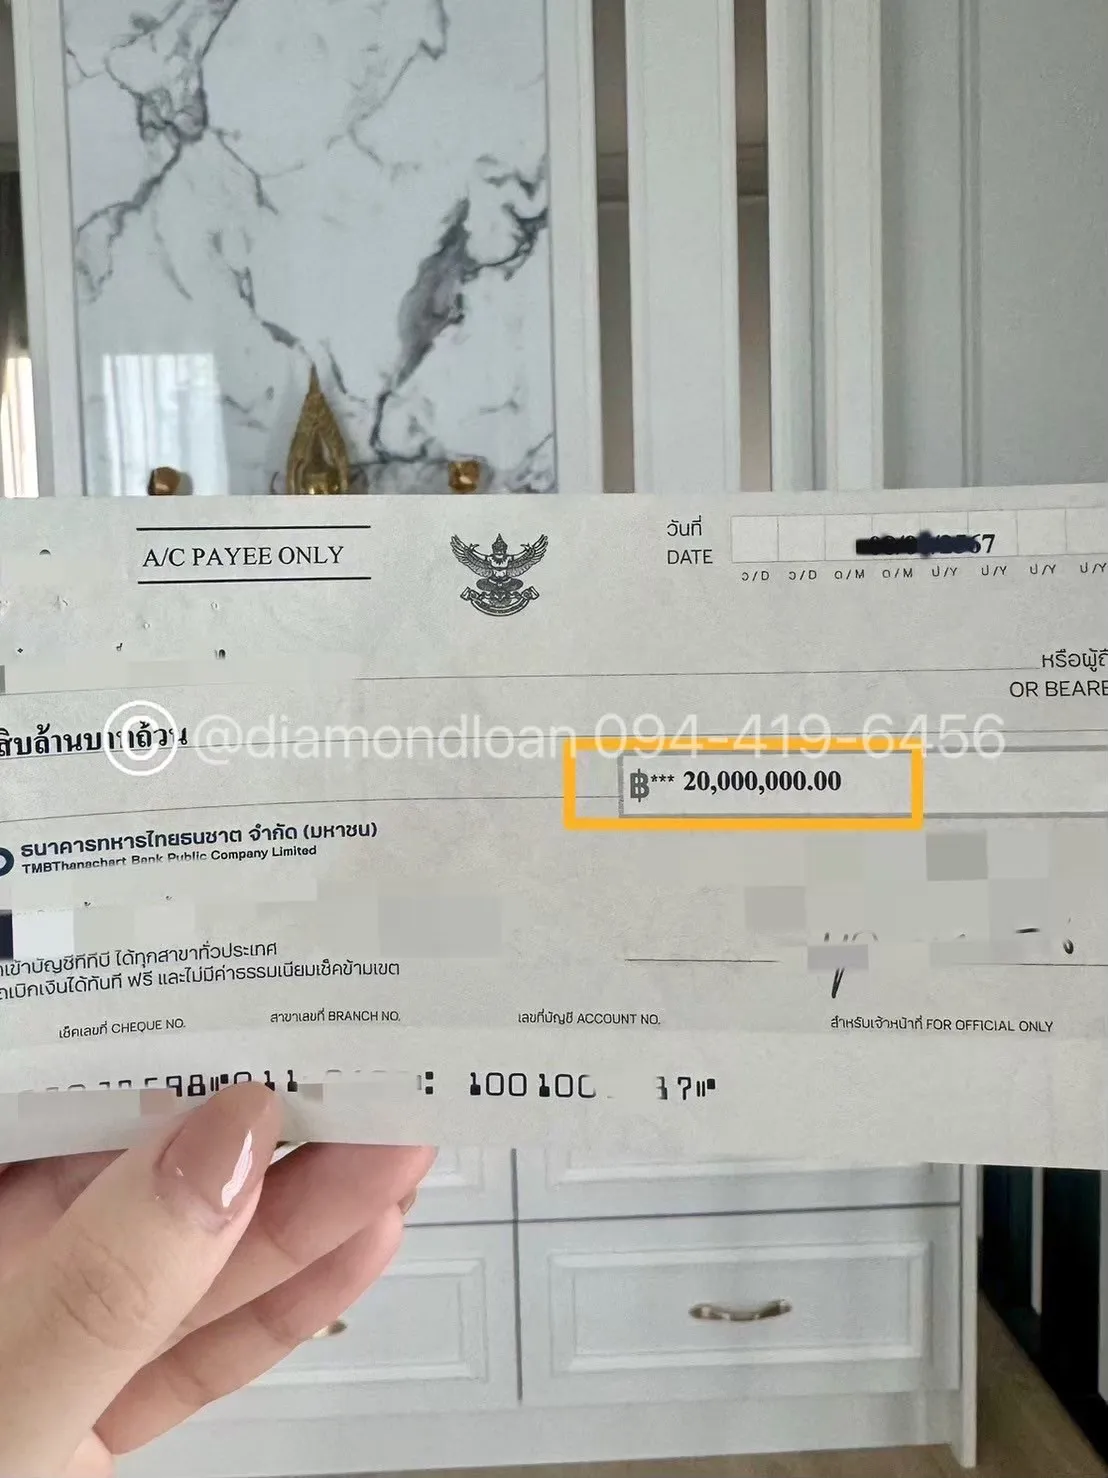 A/C PAYEE ONLY
วันที่
DATE
67
ว/D ว/D ด/M ด/M ป/Y ป/Y ป/Y ป/Y
หรือผู้ถื
OR BEARE
สิบล้านบาทถ้วน
© @diamondloan 094-419-6456
฿*** 20,000,000.00
ธนาคารทหารไทยธนชาต จำกัด (มหาชน)
TMBThanachart Bank Public Company Limited
เข้าบัญชีทีทีบี ได้ทุกสาขาทั่วประเทศ
เบิกเงินได้ทันที ฟรี และไม่มีค่าธรรมเนียมเช็คข้ามเขต
เช็คเลขที่ CHEQUE NO.
สาขาเลขที่ BRANCH NO.
เลขที่บัญชี ACCOUNT NO.
สำหรับเจ้าหน้าที่ FOR OFFICIAL ONLY
98 011 100100 7